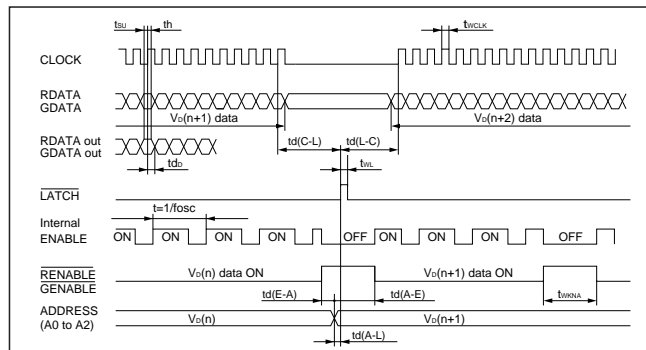 tSU th tWCLK
CLOCK
RDATA
GDATA
VD(n+1) data VD(n+2) data
RDATA out
GDATA out
td(C-L) td(L-C)
tdD tWL
LATCH
t=1/fosc
Internal
ENABLE
ON ON ON ON OFF ON ON ON OFF
RENABLE
GENABLE
VD(n) data ON VD(n+1) data ON
td(E-A) td(A-E) tWKNA
ADDRESS
(A0 to A2)
VD(n) VD(n+1)
td(A-L)